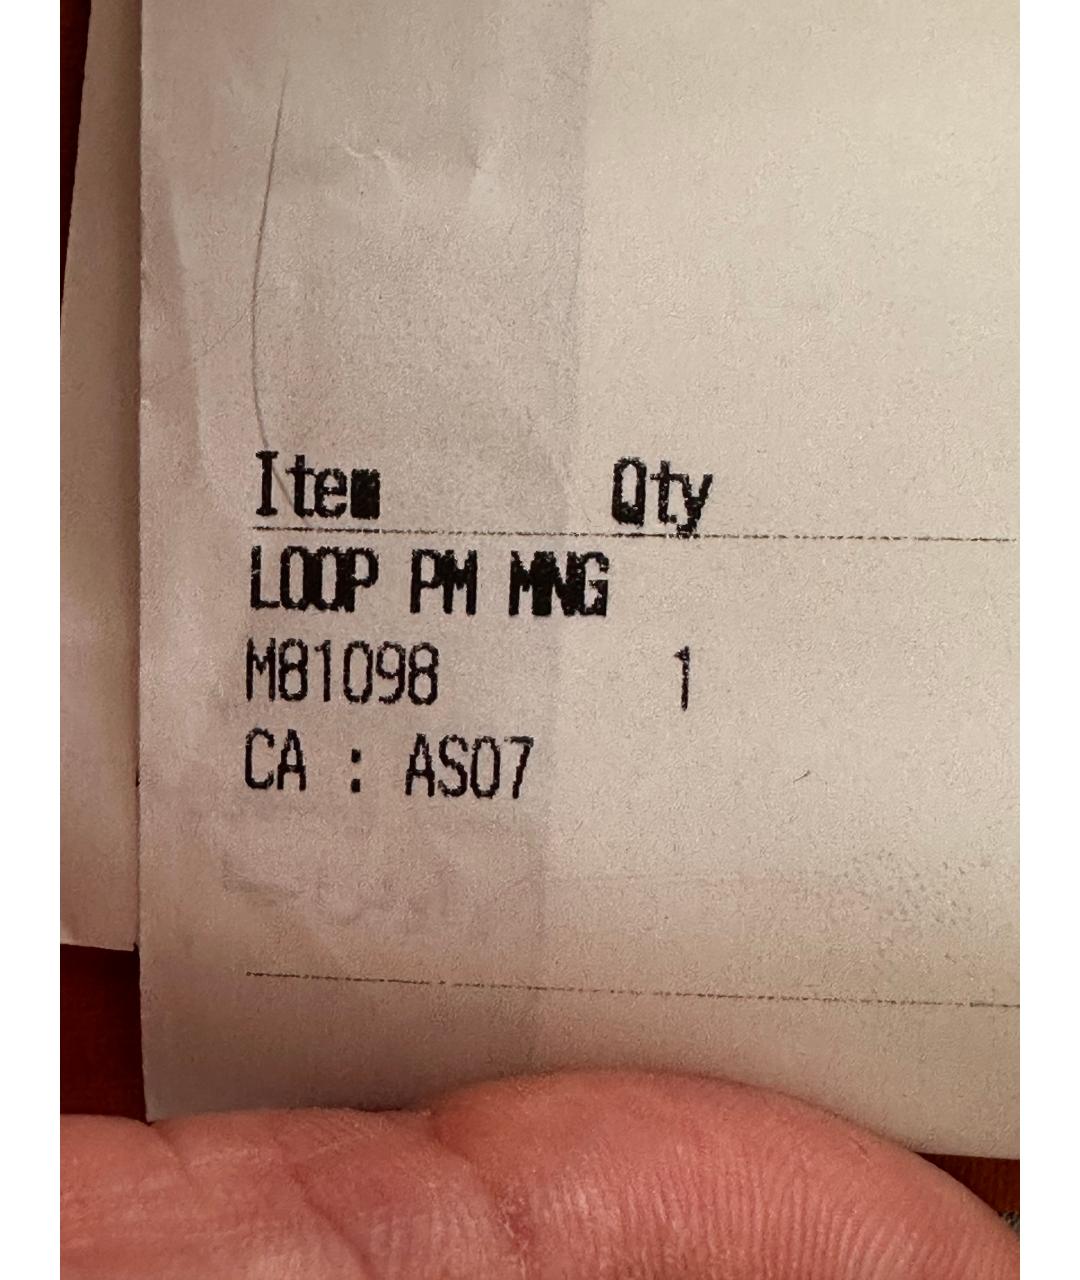 Item Qty
LOOP PM MNG
M81098 1
CA : AS07